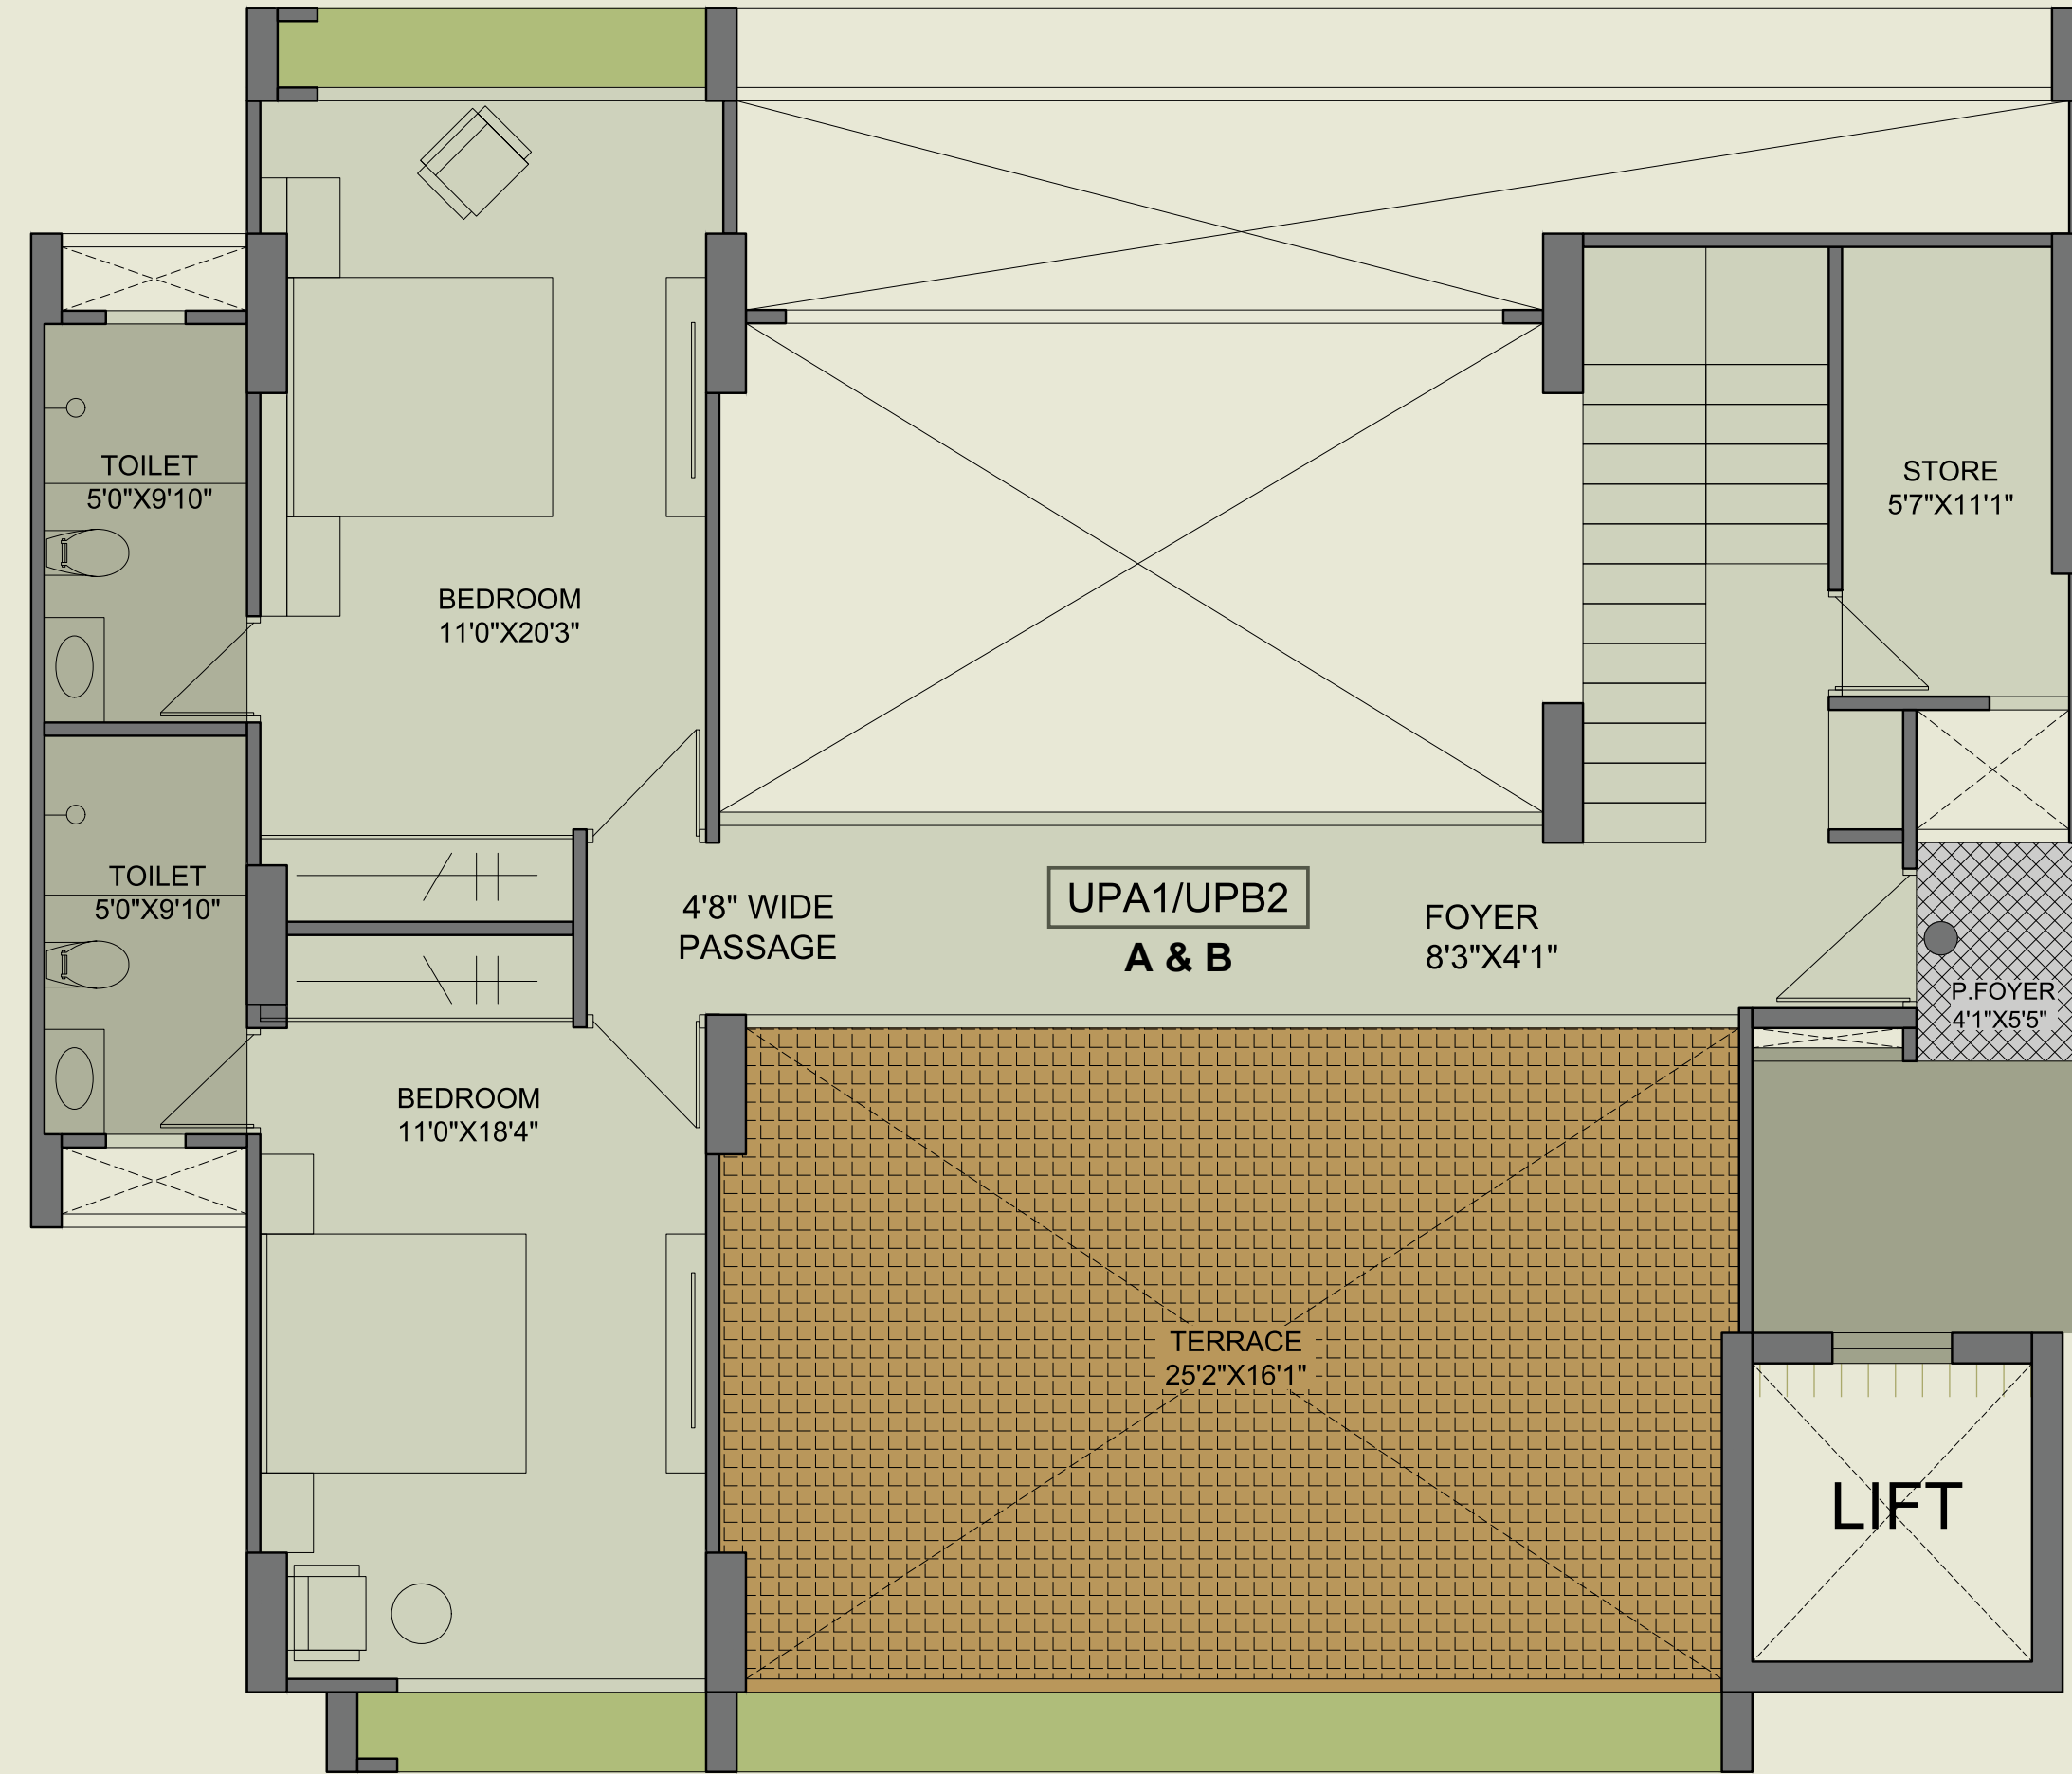 TOILET
5'0"X9'10"
STORE
5'7"X11'1"
BEDROOM
11'0"X20'3"
TOILET
5'0"X9'10"
4'8" WIDE
PASSAGE
UPA1/UPB2
A & B
FOYER
8'3"X4'1"
P.FOYER
4'1"X5'5"
BEDROOM
11'0"X18'4"
TERRACE
25'2"X16'1"
LIFT